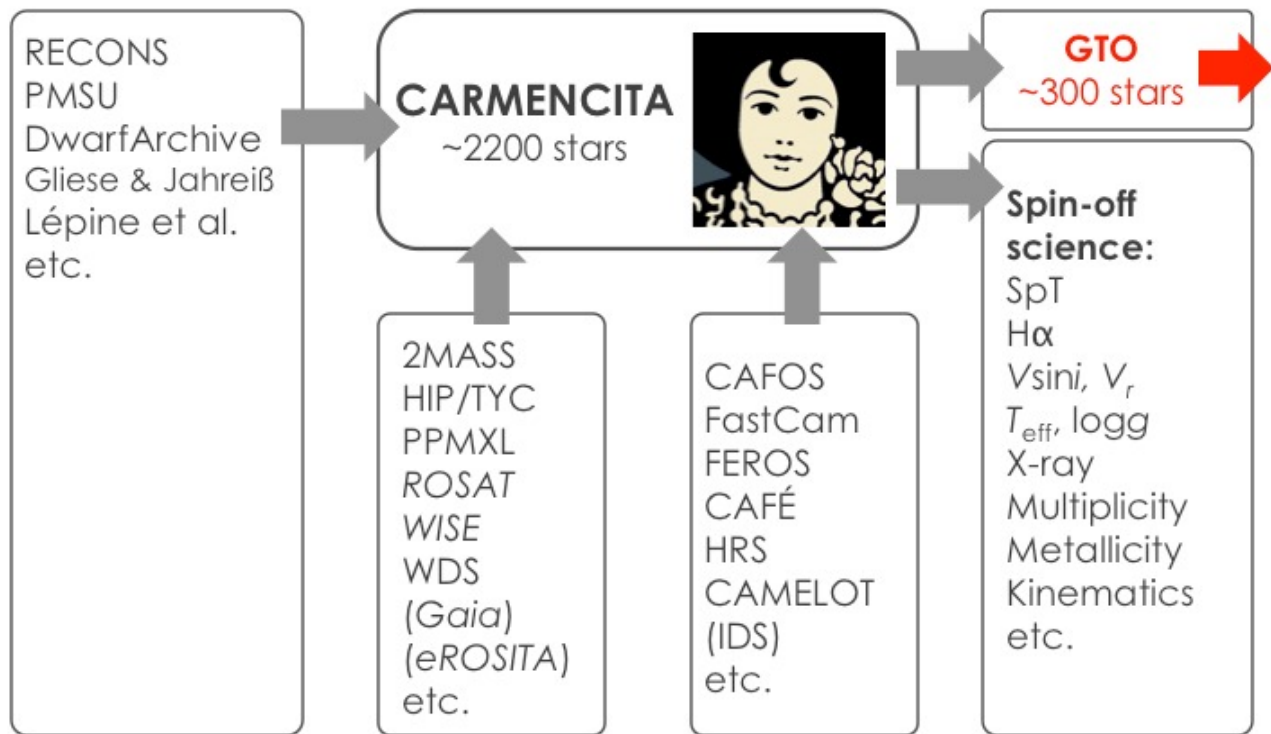 RECONS
PMSU
DwarfArchive
Gliese & Jahreiß
Lépine et al.
etc.
CARMENCITA
~2200 stars
GTO
~300 stars
2MASS
HIP/TYC
PPMXL
ROSAT
WISE
WDS
(Gaia)
(eROSITA)
etc.
CAFOS
FastCam
FEROS
CAFÉ
HRS
CAMELOT
(IDS)
etc.
Spin-off
science:
SpT
Hα
Vsini, Vr
Teff, logg
X-ray
Multiplicity
Metallicity
Kinematics
etc.